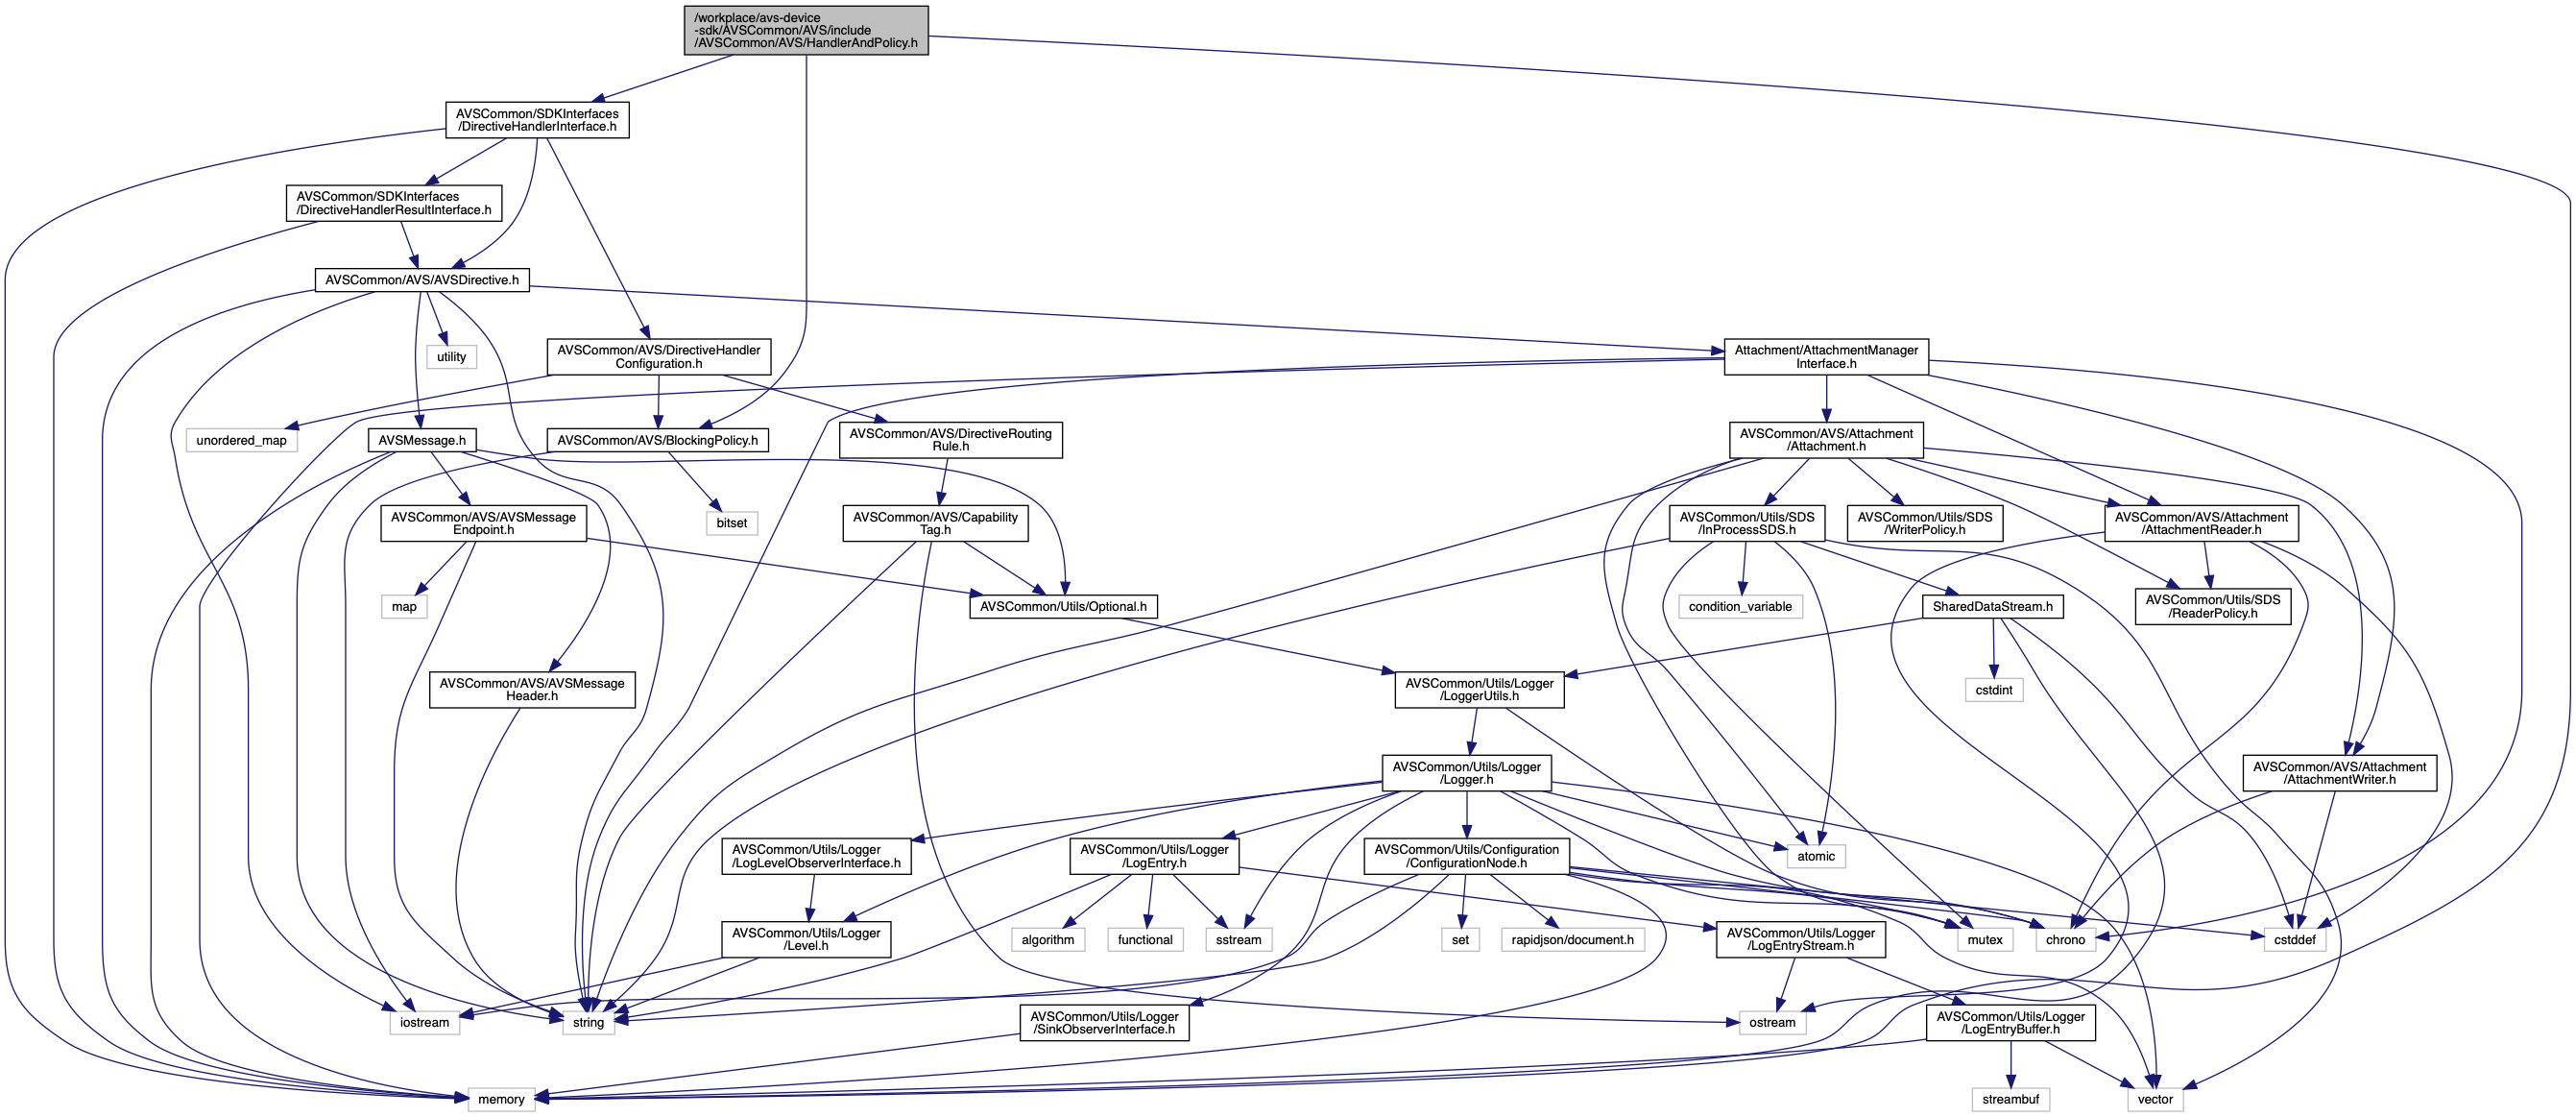 /workplace/avs-device
-sdk/AVSCommon/AVS/include
/AVSCommon/AVS/HandlerAndPolicy.h
AVSCommon/SDKInterfaces
/DirectiveHandlerInterface.h
AVSCommon/SDKInterfaces
/DirectiveHandlerResultInterface.h
AVSCommon/AVS/AVSDirective.h
utility
AVSCommon/AVS/DirectiveHandler
Configuration.h
Attachment/AttachmentManager
Interface.h
unordered_map
AVSMessage.h
AVSCommon/AVS/BlockingPolicy.h
AVSCommon/AVS/DirectiveRouting
Rule.h
AVSCommon/AVS/Attachment
/Attachment.h
AVSCommon/AVS/AVSMessage
Endpoint.h
bitset
AVSCommon/AVS/Capability
Tag.h
AVSCommon/Utils/SDS
/InProcessSDS.h
AVSCommon/Utils/SDS
/WriterPolicy.h
AVSCommon/AVS/Attachment
/AttachmentReader.h
map
AVSCommon/Utils/Optional.h
condition_variable
SharedDataStream.h
AVSCommon/Utils/SDS
/ReaderPolicy.h
AVSCommon/AVS/AVSMessage
Header.h
AVSCommon/Utils/Logger
/LoggerUtils.h
cstdint
AVSCommon/Utils/Logger
/Logger.h
AVSCommon/AVS/Attachment
/AttachmentWriter.h
AVSCommon/Utils/Logger
/LogLevelObserverInterface.h
AVSCommon/Utils/Logger
/LogEntry.h
AVSCommon/Utils/Configuration
/ConfigurationNode.h
atomic
AVSCommon/Utils/Logger
/Level.h
algorithm
functional
sstream
set
rapidjson/document.h
AVSCommon/Utils/Logger
/LogEntryStream.h
mutex
chrono
cstddef
iostream
string
AVSCommon/Utils/Logger
/SinkObserverInterface.h
ostream
AVSCommon/Utils/Logger
/LogEntryBuffer.h
memory
streambuf
vector